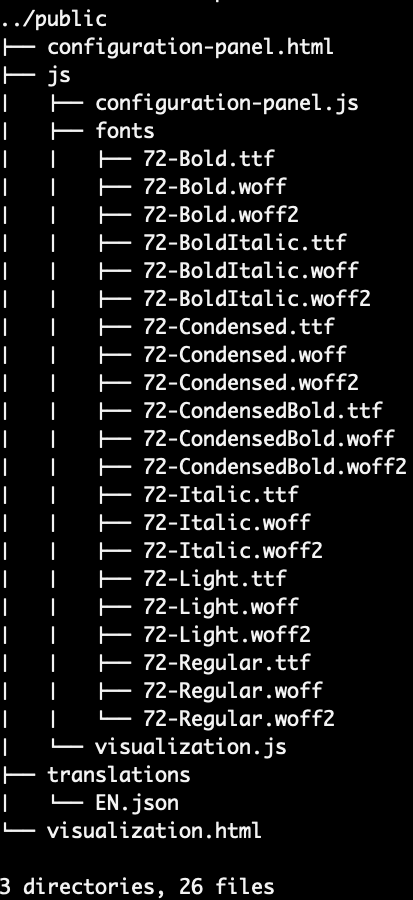 ../public
├── configuration-panel.html
├── js
│   ├── configuration-panel.js
│   ├── fonts
│   │   ├── 72-Bold.ttf
│   │   ├── 72-Bold.woff
│   │   ├── 72-Bold.woff2
│   │   ├── 72-BoldItalic.ttf
│   │   ├── 72-BoldItalic.woff
│   │   ├── 72-BoldItalic.woff2
│   │   ├── 72-Condensed.ttf
│   │   ├── 72-Condensed.woff
│   │   ├── 72-Condensed.woff2
│   │   ├── 72-CondensedBold.ttf
│   │   ├── 72-CondensedBold.woff
│   │   ├── 72-CondensedBold.woff2
│   │   ├── 72-Italic.ttf
│   │   ├── 72-Italic.woff
│   │   ├── 72-Italic.woff2
│   │   ├── 72-Light.ttf
│   │   ├── 72-Light.woff
│   │   ├── 72-Light.woff2
│   │   ├── 72-Regular.ttf
│   │   ├── 72-Regular.woff
│   │   └── 72-Regular.woff2
│   └── visualization.js
├── translations
│   └── EN.json
└── visualization.html

3 directories, 26 files